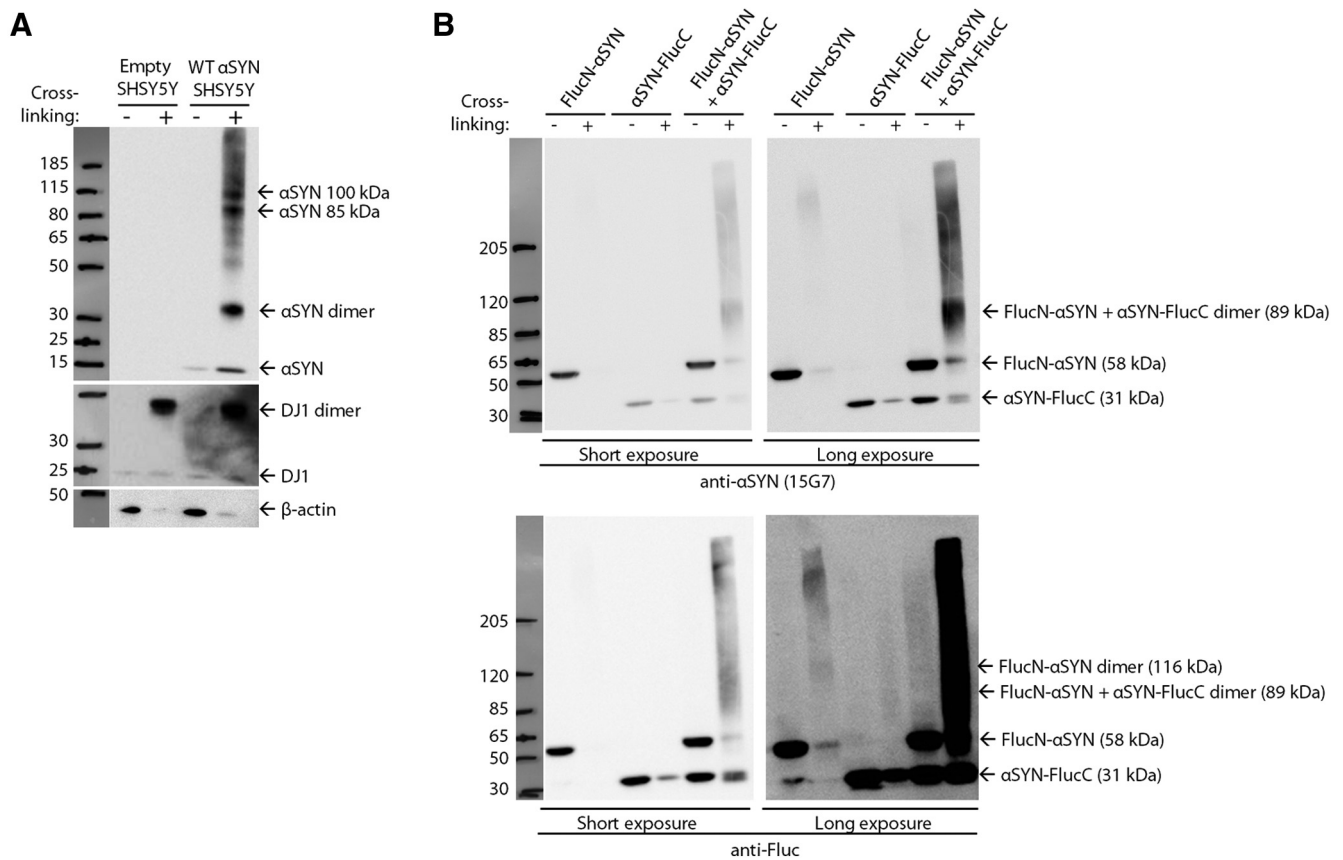 A
Empty
SHSY5Y
WT αSYN
SHSY5Y
Cross-
linking:
- + - +
185
115
80
65
50
30
25
15
← αSYN 100 kDa
← αSYN 85 kDa
← αSYN dimer
← αSYN
30
25
← DJ1 dimer
← DJ1
50
← β-actin
B
FlucN-αSYN
αSYN-FlucC
FlucN-αSYN
+ αSYN-FlucC
FlucN-αSYN
αSYN-FlucC
FlucN-αSYN
+ αSYN-FlucC
Cross-
linking:
- + - + - + - + - + - +
205
120
85
65
50
30
← FlucN-αSYN + αSYN-FlucC dimer (89 kDa)
← FlucN-αSYN (58 kDa)
← αSYN-FlucC (31 kDa)
Short exposure
Long exposure
anti-αSYN (15G7)
205
120
85
65
50
30
← FlucN-αSYN dimer (116 kDa)
← FlucN-αSYN + αSYN-FlucC dimer (89 kDa)
← FlucN-αSYN (58 kDa)
← αSYN-FlucC (31 kDa)
Short exposure
Long exposure
anti-Fluc